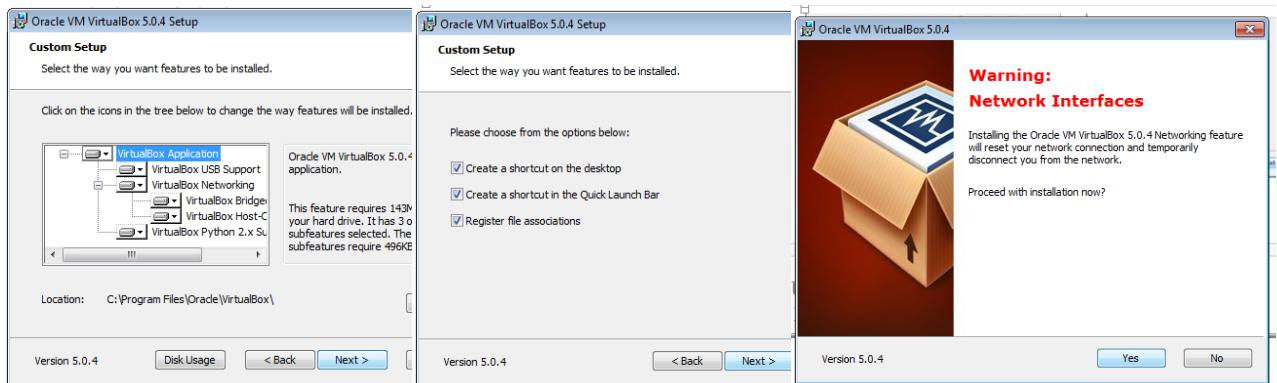 Oracle VM VirtualBox 5.0.4 Setup
Custom Setup
Select the way you want features to be installed.
Click on the icons in the tree below to change the way features will be installed.
VirtualBox Application
VirtualBox USB Support
VirtualBox Networking
VirtualBox Bridge
VirtualBox Host-C
VirtualBox Python 2.x Su
Oracle VM VirtualBox 5.0.4
application.
This feature requires 143M
your hard drive. It has 3 o
subfeatures selected. The
subfeatures require 496KB
Location: C:\Program Files\Oracle\VirtualBox\
Version 5.0.4
Disk Usage
< Back
Next >
Oracle VM VirtualBox 5.0.4 Setup
Custom Setup
Select the way you want features to be installed.
Please choose from the options below:
Create a shortcut on the desktop
Create a shortcut in the Quick Launch Bar
Register file associations
Version 5.0.4
< Back
Next >
Oracle VM VirtualBox 5.0.4
Warning:
Network Interfaces
Installing the Oracle VM VirtualBox 5.0.4 Networking feature
will reset your network connection and temporarily
disconnect you from the network.
Proceed with installation now?
Version 5.0.4
Yes
No